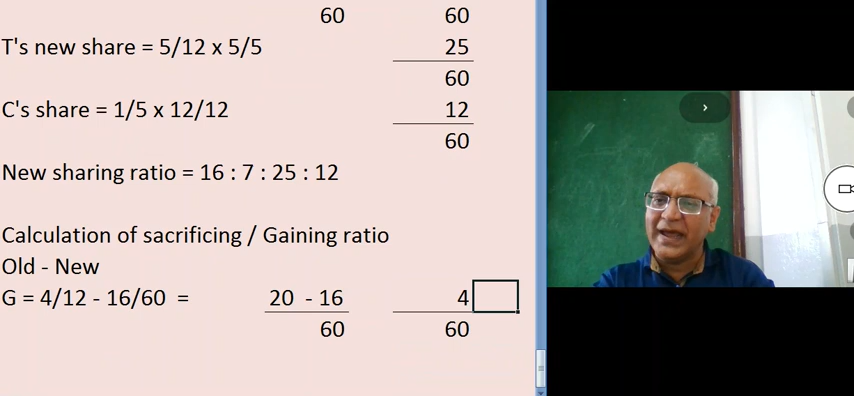 60 60
T's new share = 5/12 x 5/5 25
60
C's share = 1/5 x 12/12 12
60
New sharing ratio = 16 : 7 : 25 : 12
Calculation of sacrificing / Gaining ratio
Old - New
G = 4/12 - 16/60 = 20 - 16 4
60 60